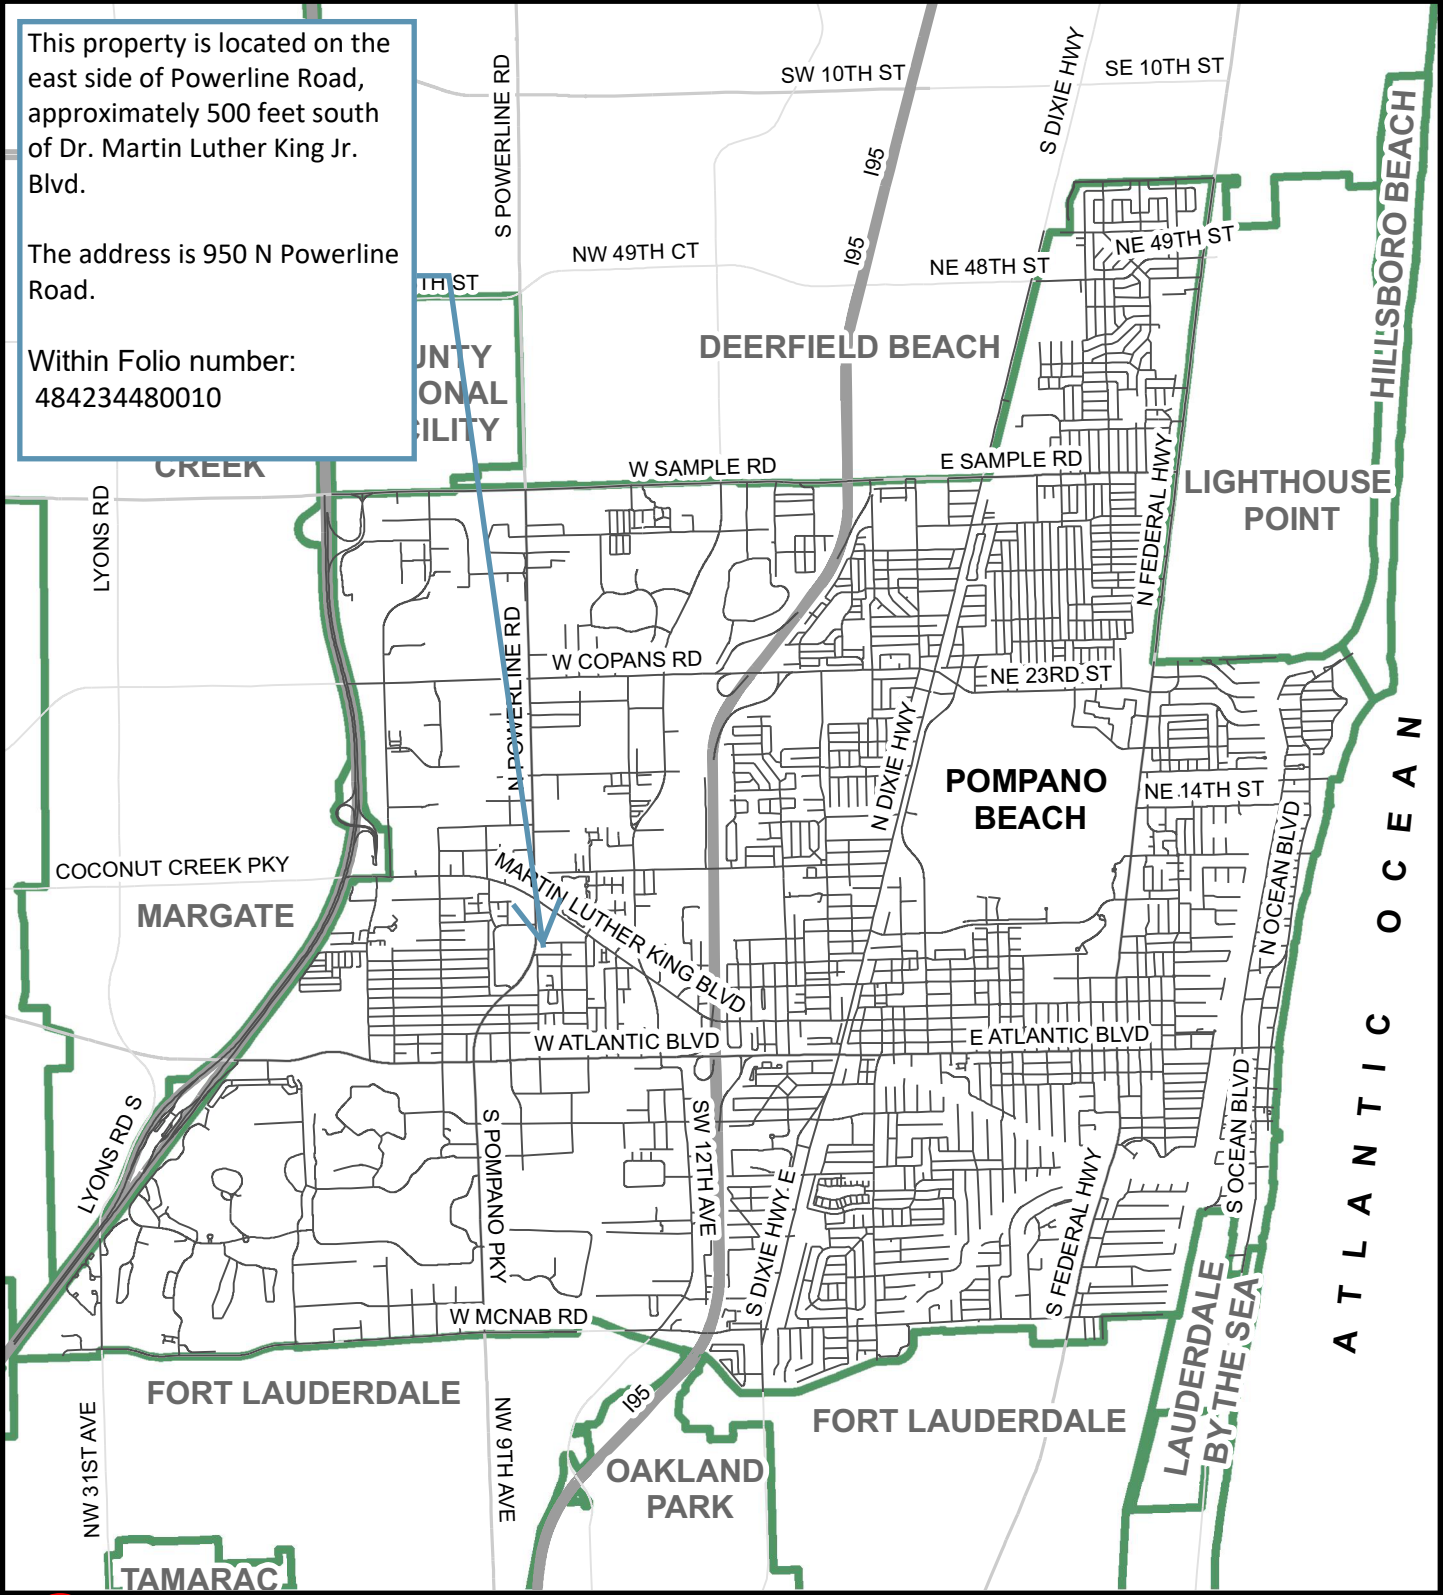 This property is located on the
east side of Powerline Road,
approximately 500 feet south
of Dr. Martin Luther King Jr.
Blvd.
The address is 950 N Powerline
Road.
Within Folio number:
484234480010
S POWERLINE RD
SW 10TH ST
SE 10TH ST
S DIXIE HWY
I95
I95
HILLSBORO BEACH
NW 49TH CT
NE 48TH ST
NE 49TH ST
TH ST
DEERFIELD BEACH
UNTY
ONAL
CILITY
CREEK
W SAMPLE RD
E SAMPLE RD
LYONS RD
N FEDERAL HWY
LIGHTHOUSE
POINT
N POWERLINE RD
W COPANS RD
NE 23RD ST
N DIXIE HWY
POMPANO
BEACH
NE 14TH ST
N OCEAN BLVD
ATLANTIC OCEAN
COCONUT CREEK PKY
MARTIN LUTHER KING BLVD
MARGATE
W ATLANTIC BLVD
E ATLANTIC BLVD
LYONS RD S
S POMPANO PKY
SW 12TH AVE
S DIXIE HWY E
S FEDERAL HWY
S OCEAN BLVD
W MCNAB RD
LAUDERDALE
BY THE SEA
FORT LAUDERDALE
FORT LAUDERDALE
I95
NW 31ST AVE
NW 9TH AVE
OAKLAND
PARK
TAMARAC